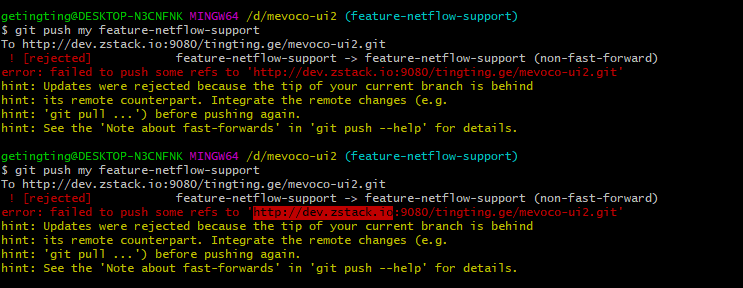 getingting@DESKTOP-N3CNFNK MINGW64 /d/mevoco-ui2 (feature-netflow-support)
$ git push my feature-netflow-support
To http://dev.zstack.io:9080/tingting.ge/mevoco-ui2.git
 ! [rejected]          feature-netflow-support -> feature-netflow-support (non-fast-forward)
error: failed to push some refs to 'http://dev.zstack.io:9080/tingting.ge/mevoco-ui2.git'
hint: Updates were rejected because the tip of your current branch is behind
hint: its remote counterpart. Integrate the remote changes (e.g.
hint: 'git pull ...') before pushing again.
hint: See the 'Note about fast-forwards' in 'git push --help' for details.
getingting@DESKTOP-N3CNFNK MINGW64 /d/mevoco-ui2 (feature-netflow-support)
$ git push my feature-netflow-support
To http://dev.zstack.io:9080/tingting.ge/mevoco-ui2.git
 ! [rejected]          feature-netflow-support -> feature-netflow-support (non-fast-forward)
error: failed to push some refs to 'http://dev.zstack.io:9080/tingting.ge/mevoco-ui2.git'
hint: Updates were rejected because the tip of your current branch is behind
hint: its remote counterpart. Integrate the remote changes (e.g.
hint: 'git pull ...') before pushing again.
hint: See the 'Note about fast-forwards' in 'git push --help' for details.